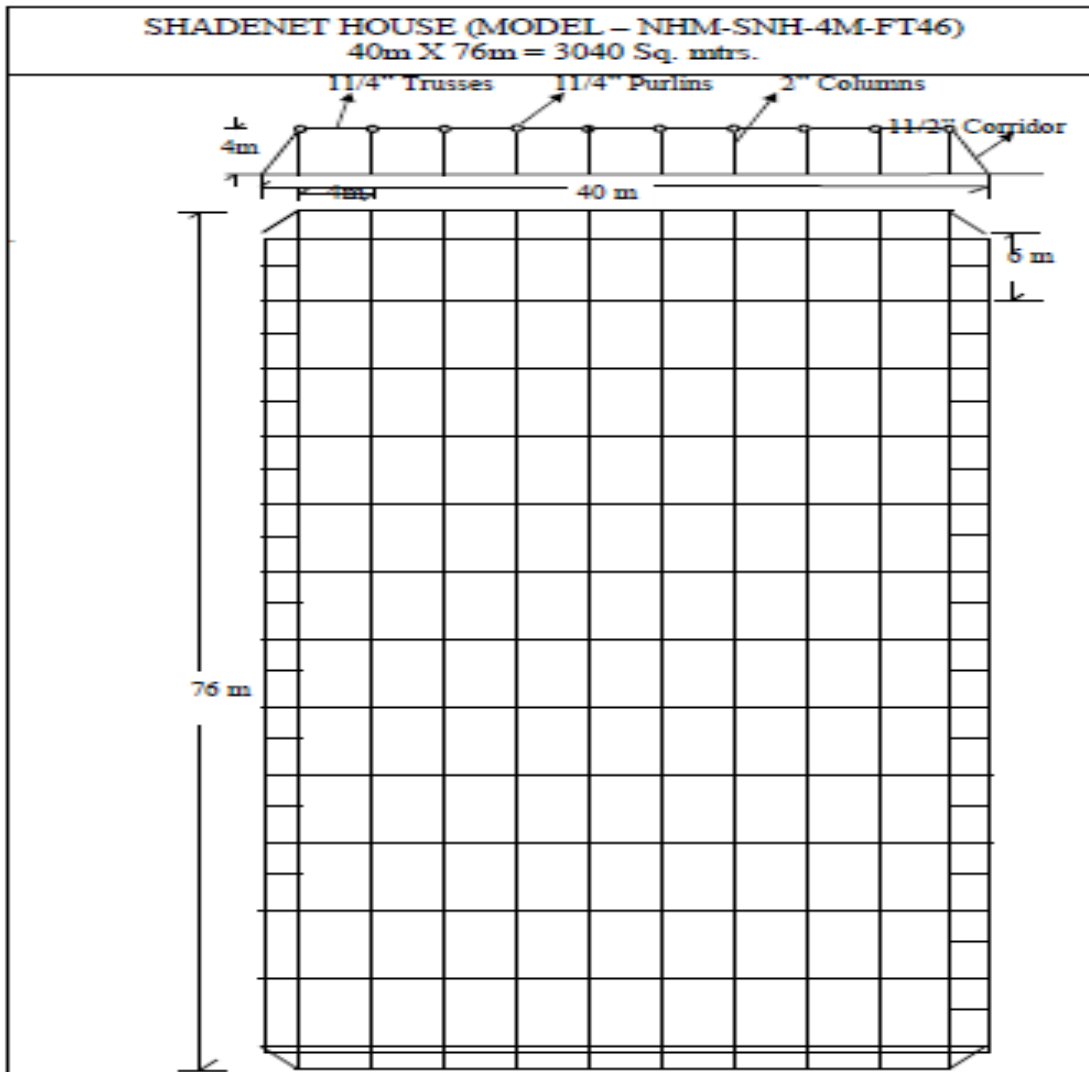 SHADENET HOUSE (MODEL – NHM-SNH-4M-FT46)
40m X 76m = 3040 Sq. mtrs.
11/4” Trusses
11/4” Purlins
2” Columns
4m
11/2” Corridor
4m
40 m
6 m
76 m